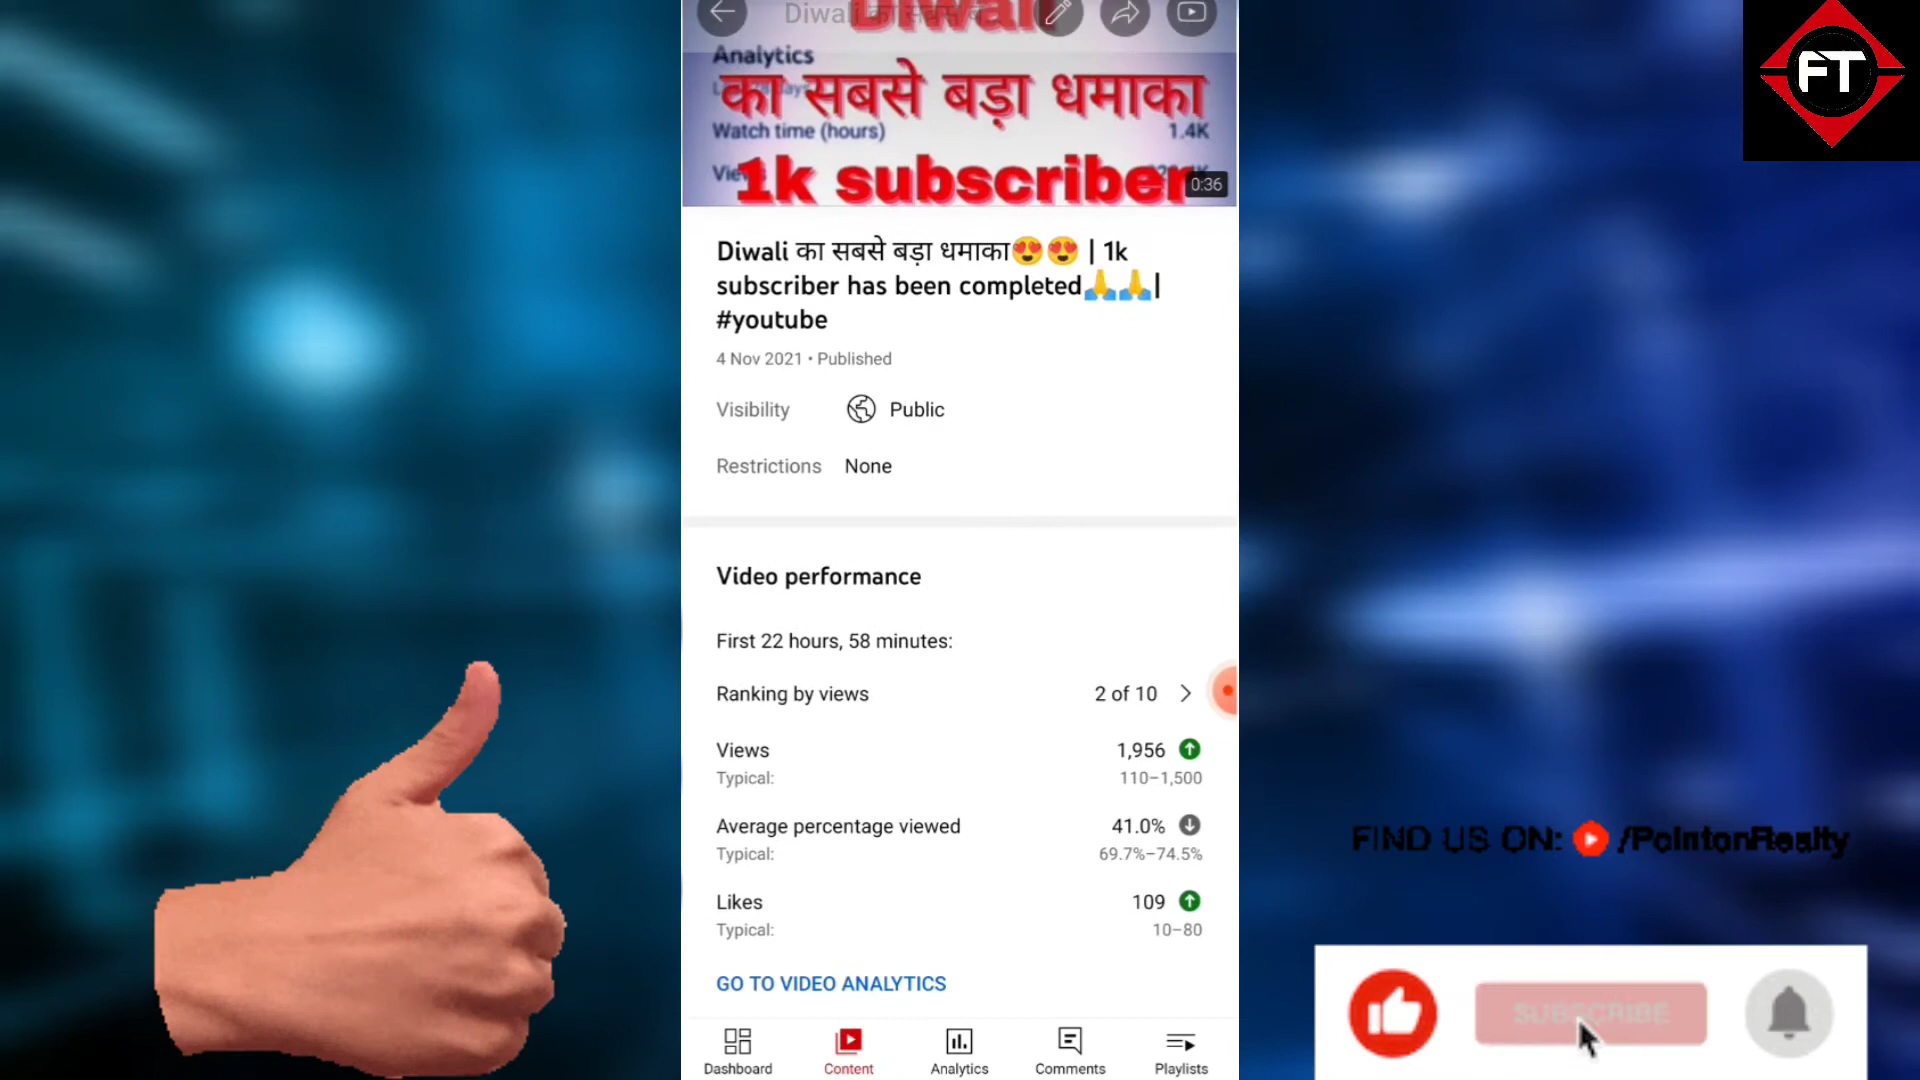 Diwali का सबसे
Diwali
Analytics
का सबसे बड़ा धमाका
Watch time (hours) 1.4K
1k subscriber
0:36
FT
Diwali का सबसे बड़ा धमाका😍😍 | 1k
subscriber has been completed🙏🙏|
#youtube
4 Nov 2021 • Published
Visibility Public
Restrictions None
Video performance
First 22 hours, 58 minutes:
Ranking by views 2 of 10
Views 1,956
Typical: 110–1,500
Average percentage viewed 41.0%
Typical: 69.7%–74.5%
Likes 109
Typical: 10–80
GO TO VIDEO ANALYTICS
Dashboard Content Analytics Comments Playlists
FIND US ON: /PointonRealty
SUBSCRIBE